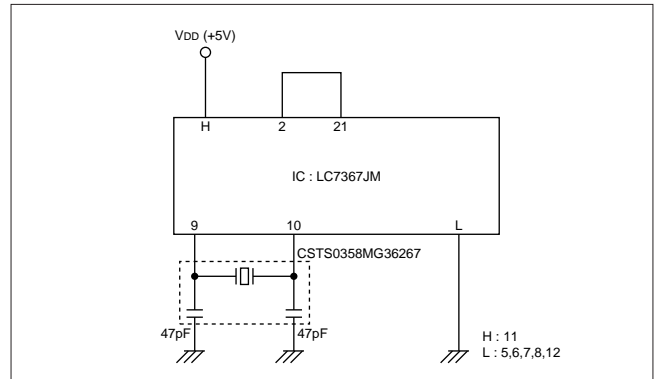 VDD (+5V)
H
2
21
IC : LC7367JM
9
10
L
CSTS0358MG36267
47pF
47pF
H : 11
L : 5,6,7,8,12